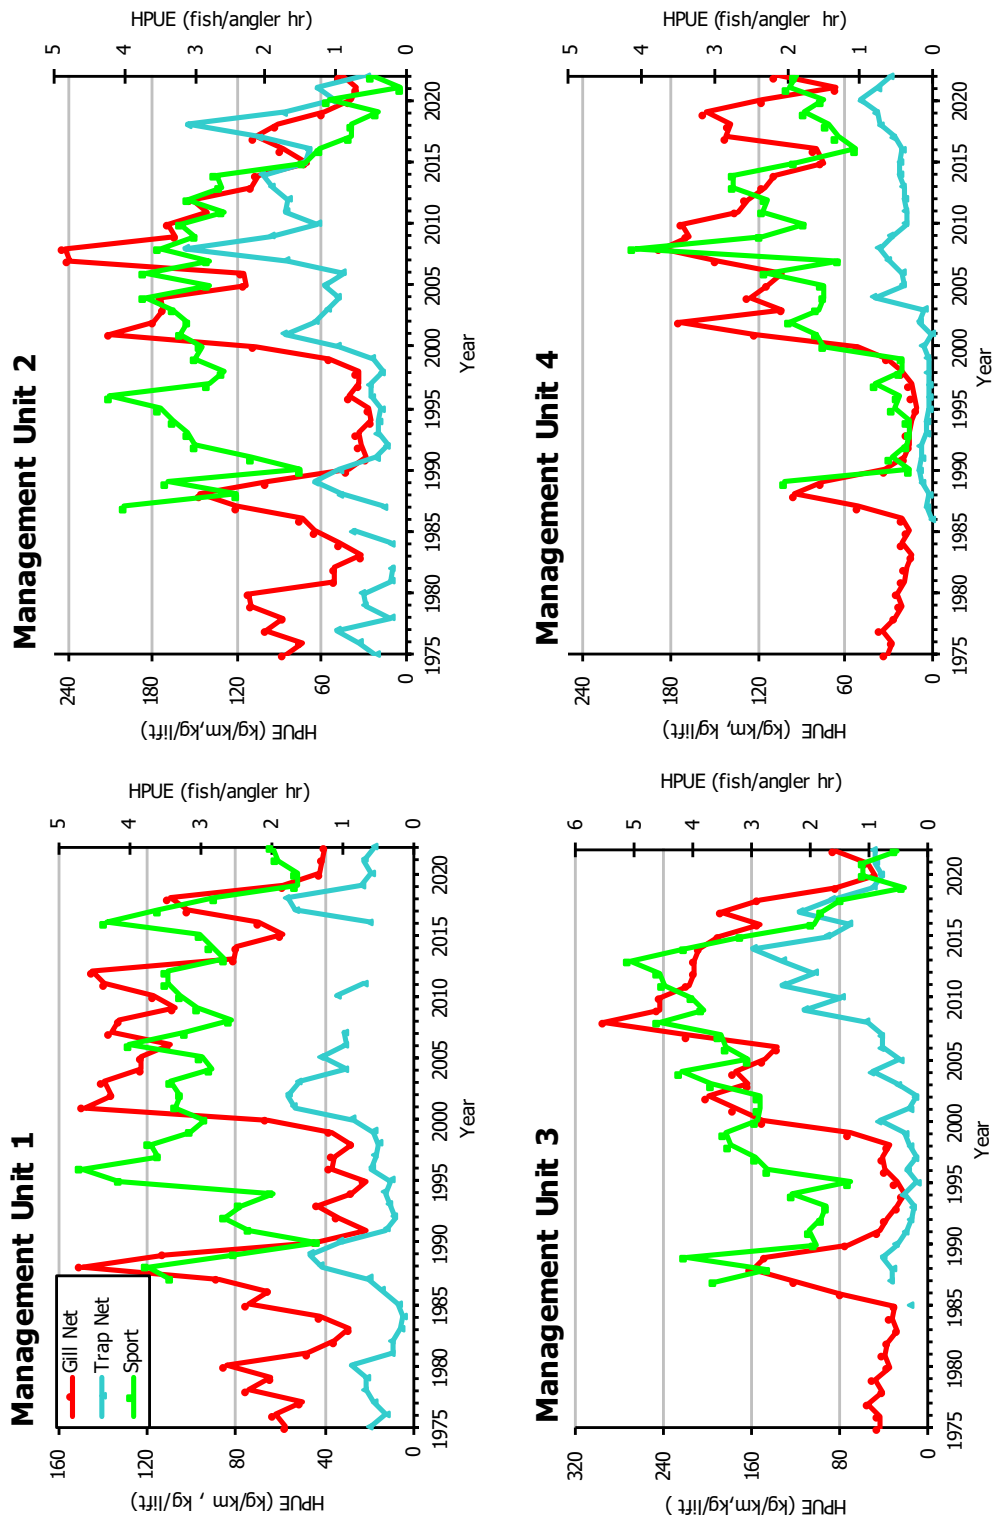 Management Unit 1
Gill Net
Trap Net
Sport
HPUE (kg/km , kg/lift)
160
120
80
40
0
HPUE (fish/angler hr)
5
4
3
2
1
0
1975 1980 1985 1990 1995 2000 2005 2010 2015 2020
Year
Management Unit 2
HPUE (kg/km,kg/lift)
240
180
120
60
0
HPUE (fish/angler hr)
5
4
3
2
1
0
1975 1980 1985 1990 1995 2000 2005 2010 2015 2020
Year
Management Unit 3
HPUE (kg/km,kg/lift )
320
240
160
80
0
HPUE (fish/angler hr)
6
5
4
3
2
1
0
1975 1980 1985 1990 1995 2000 2005 2010 2015 2020
Year
Management Unit 4
HPUE (kg/km, kg/lift)
240
180
120
60
0
HPUE (fish/angler hr)
5
4
3
2
1
0
1975 1980 1985 1990 1995 2000 2005 2010 2015 2020
Year